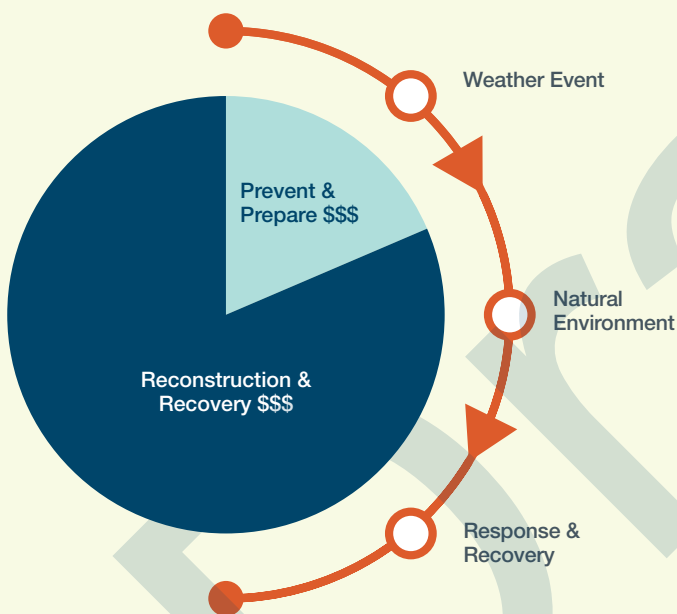 Weather Event
Prevent &
Prepare $$$
Natural
Environment
Reconstruction &
Recovery $$$
Response &
Recovery